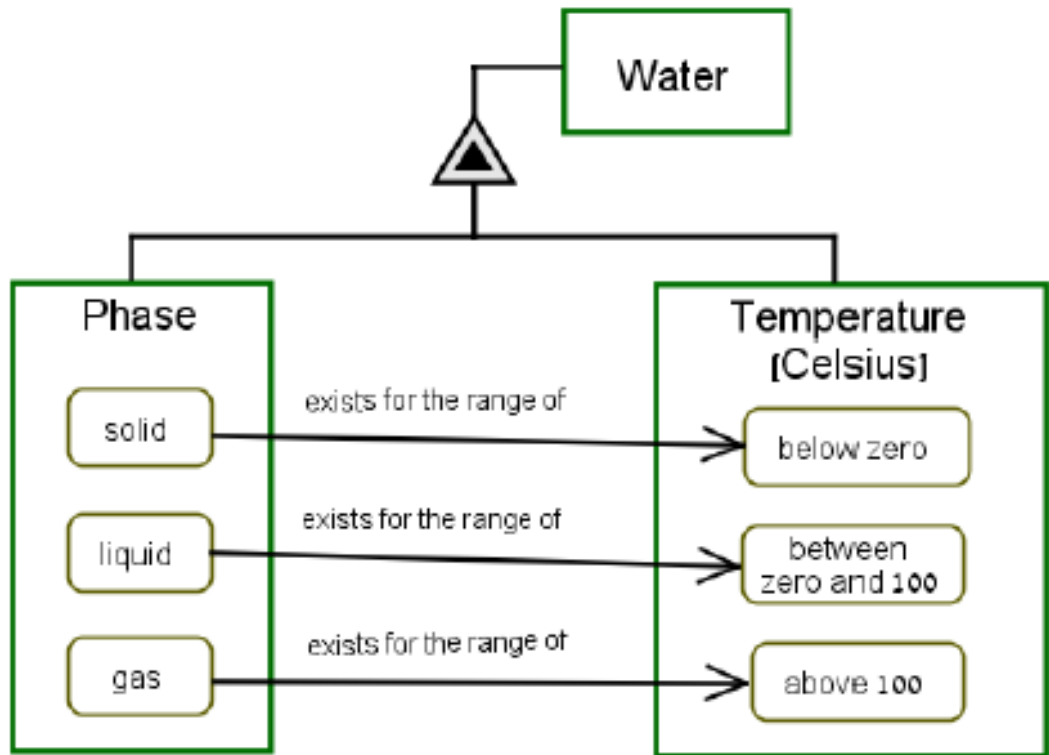 Water
Phase
Temperature
[Celsius]
solid
exists for the range of
below zero
liquid
exists for the range of
between
zero and 100
gas
exists for the range of
above 100